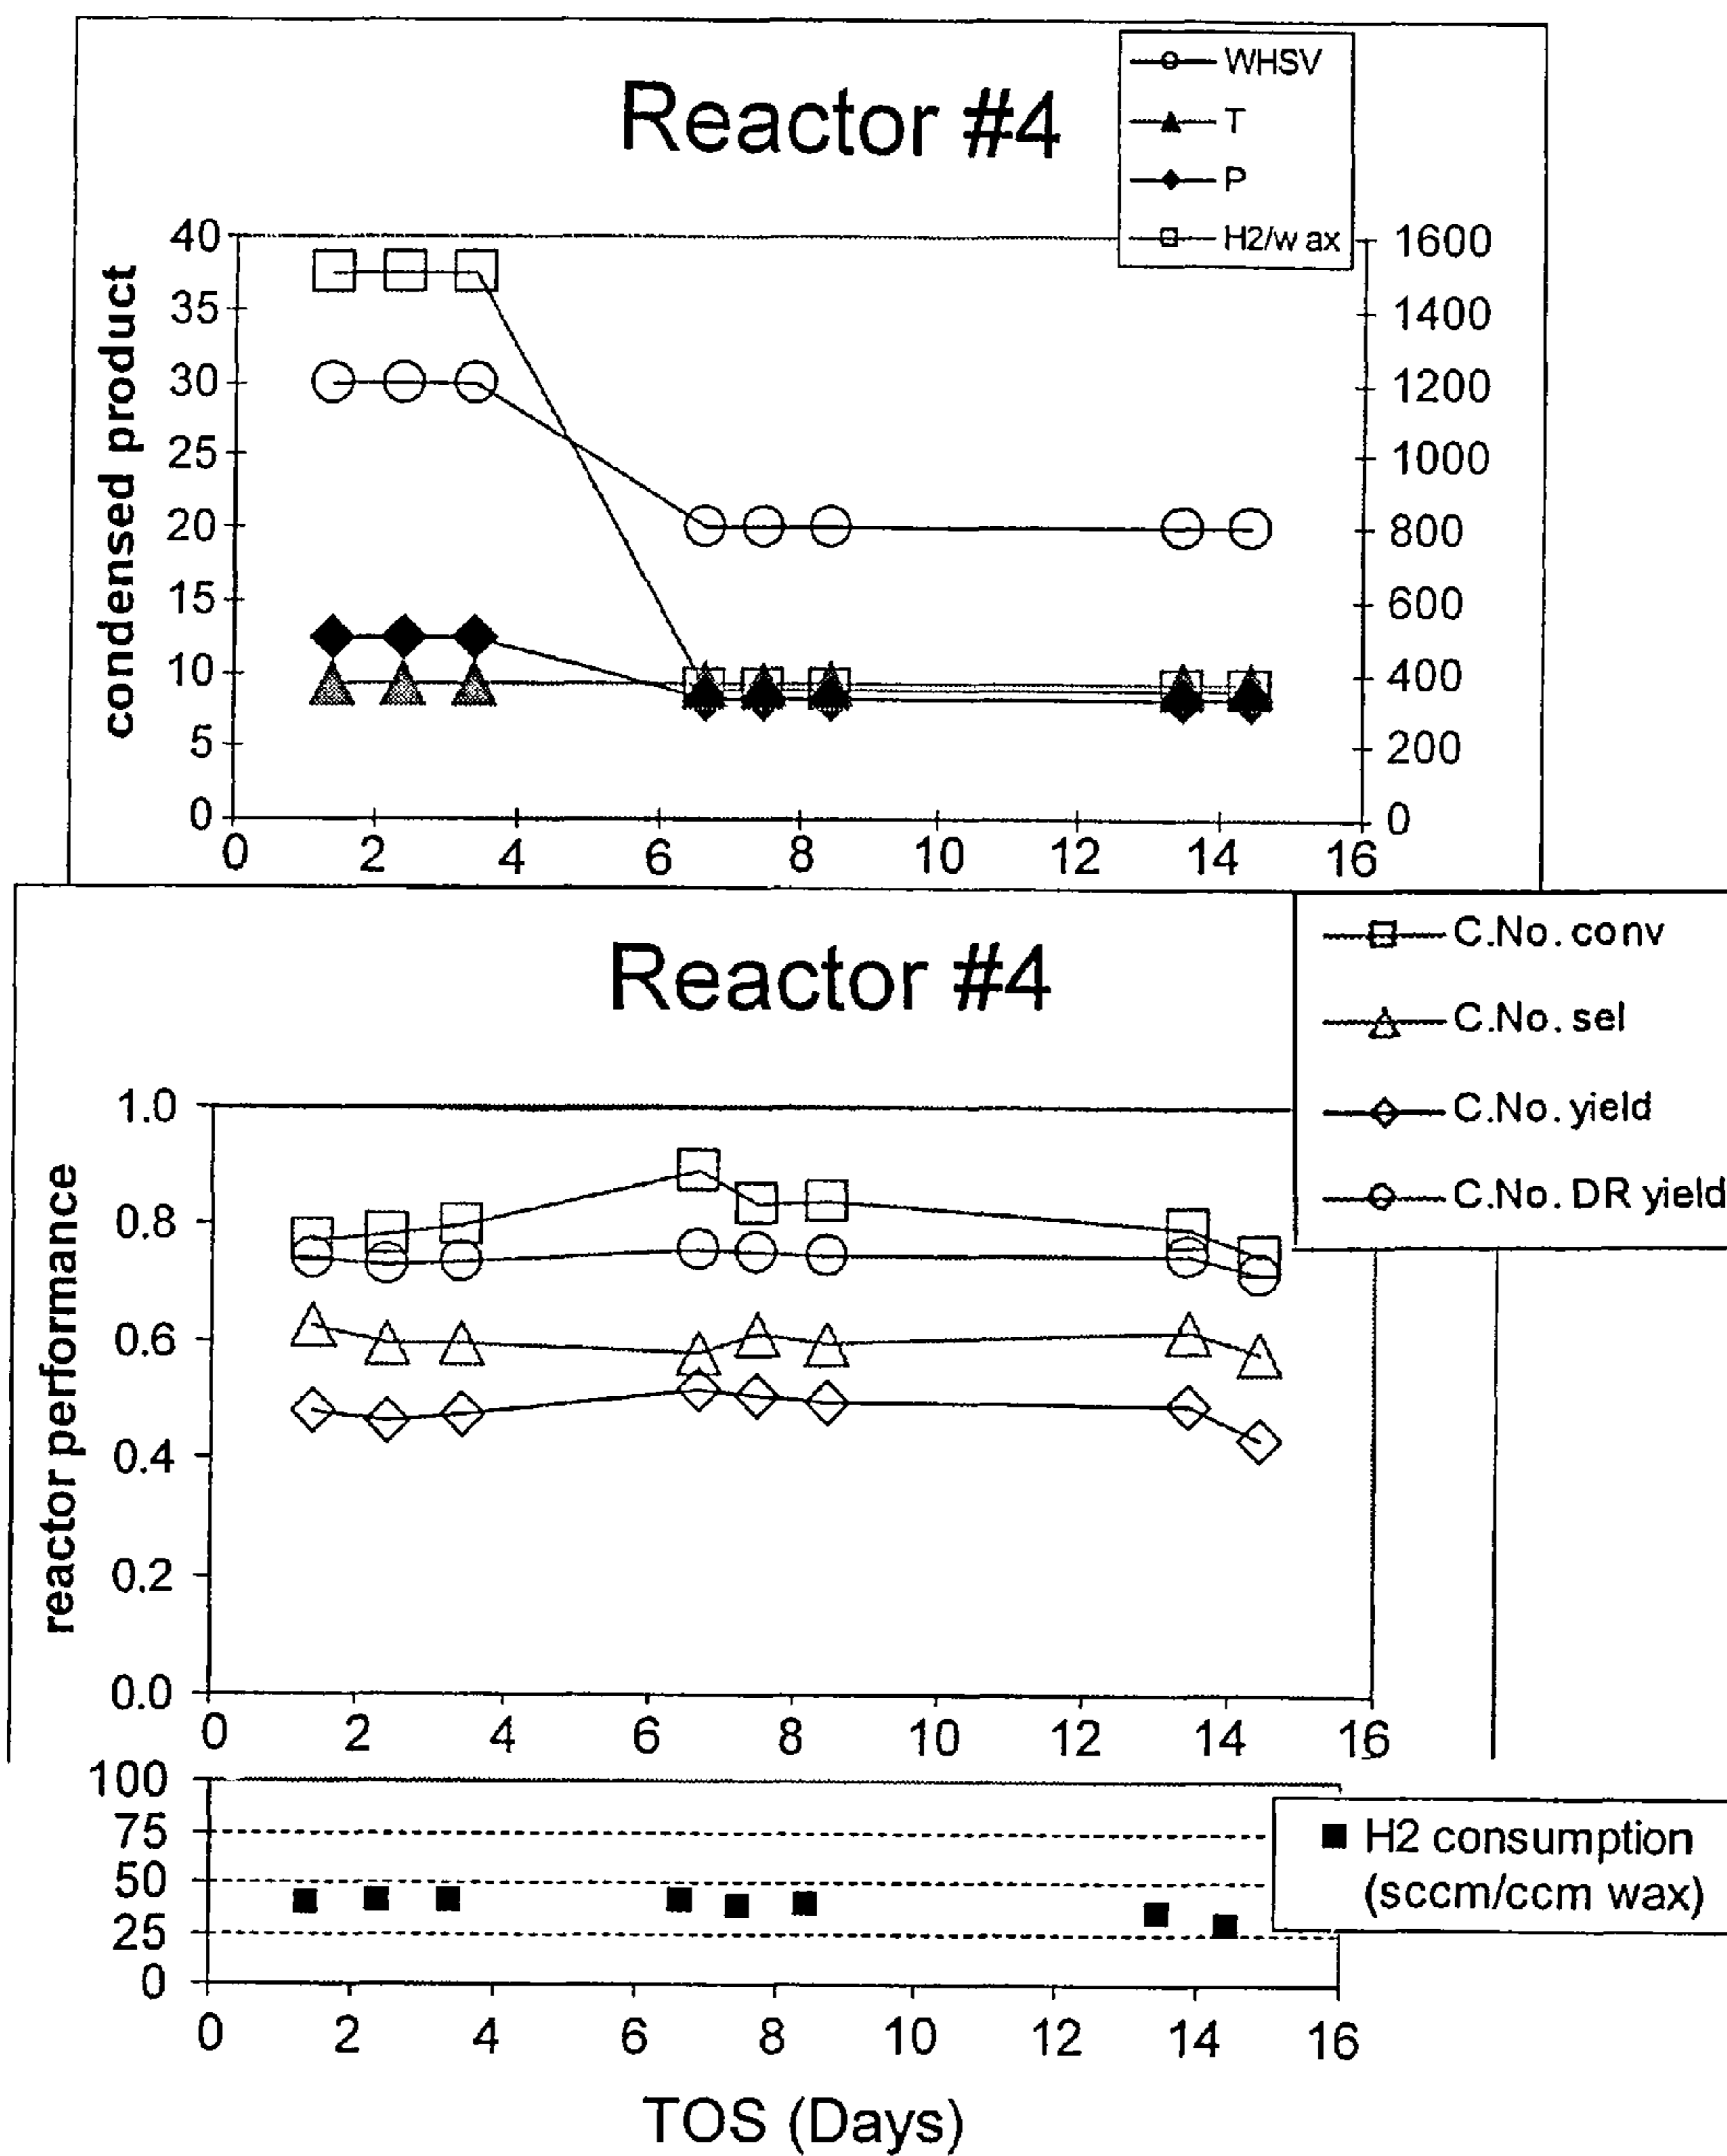 Reactor #4
WHSV
T
P
H2/w ax
condensed product
40
35
30
25
20
15
10
5
0
1600
1400
1200
1000
800
600
400
200
0
0 2 4 6 8 10 12 14 16
Reactor #4
C.No. conv
C.No. sel
C.No. yield
C.No. DR yield
reactor performance
1.0
0.8
0.6
0.4
0.2
0.0
0 2 4 6 8 10 12 14 16
100
75
50
25
0
H2 consumption
(sccm/ccm wax)
0 2 4 6 8 10 12 14 16
TOS (Days)